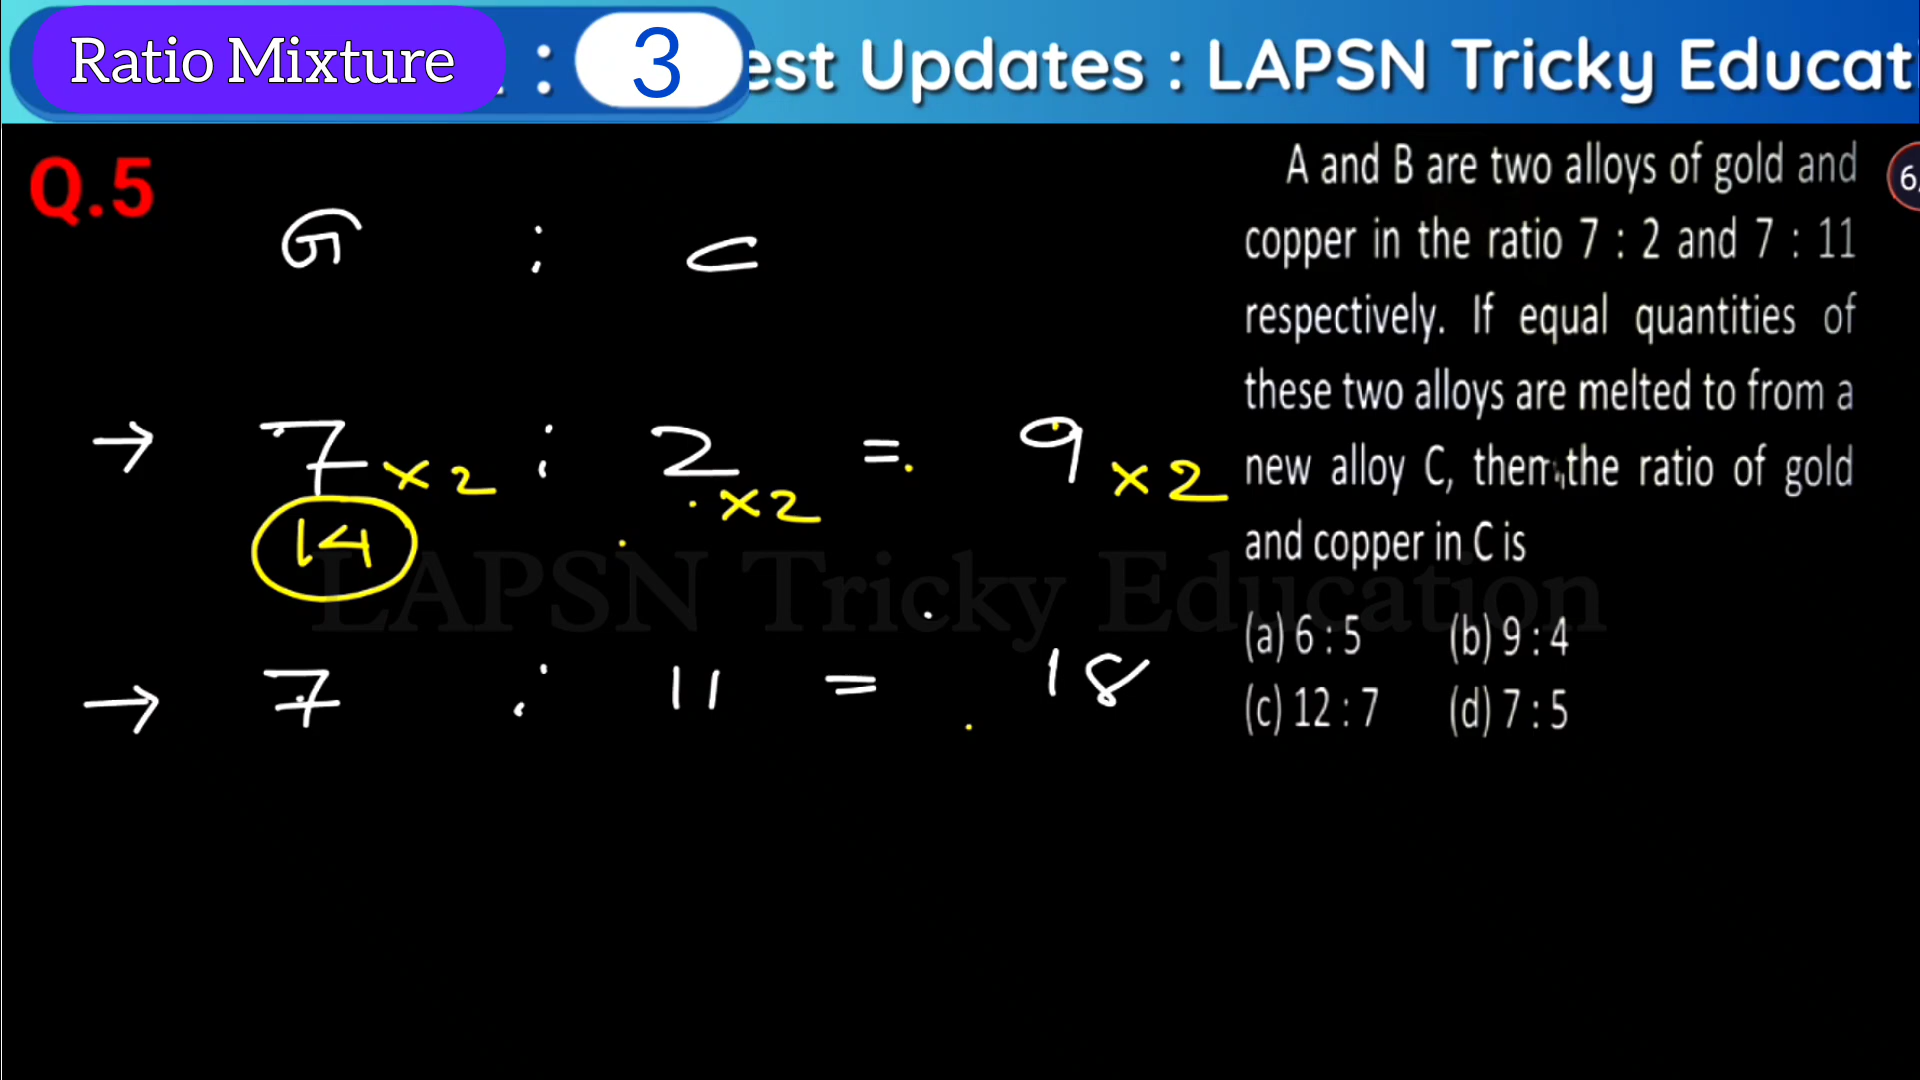 Ratio Mixture : 3 est Updates : LAPSN Tricky Educati
Q.5
G : C
→ 7 × 2 : 2 × 2 = 9 × 2
14
→ 7 : 11 = 18
A and B are two alloys of gold and
copper in the ratio 7 : 2 and 7 : 11
respectively. If equal quantities of
these two alloys are melted to from a
new alloy C, then the ratio of gold
and copper in C is
(a) 6 : 5 (b) 9 : 4
(c) 12 : 7 (d) 7 : 5
6
LAPSN Tricky Education